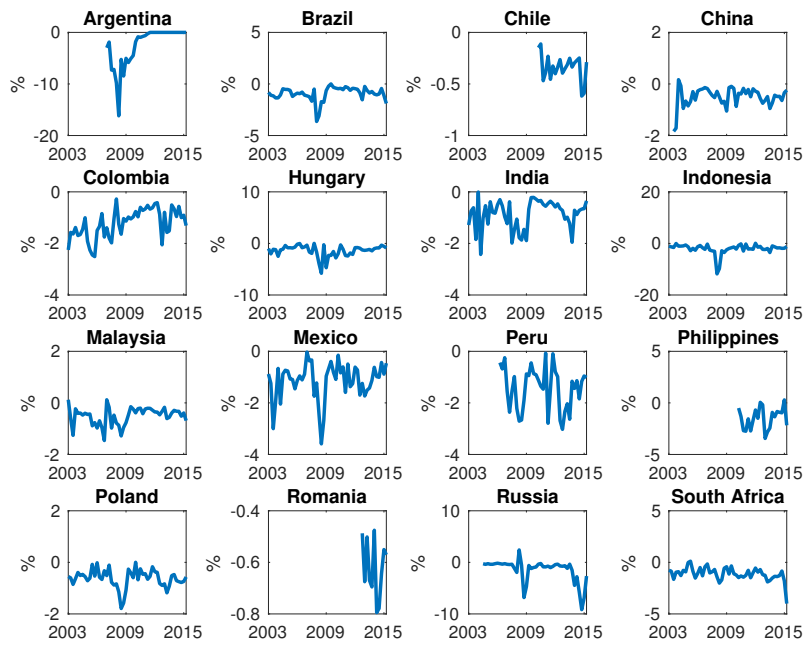 Argentina Brazil Chile China
0 5 0 2
% -10 % 0 % -0.5 % 0
-20 -5 -1 -2
2003 2009 2015 2003 2009 2015 2003 2009 2015 2003 2009 2015
Colombia Hungary India Indonesia
0 10 0 20
% -2 % 0 % -2 % 0
-4 -10 -4 -20
2003 2009 2015 2003 2009 2015 2003 2009 2015 2003 2009 2015
Malaysia Mexico Peru Philippines
2 0 0 5
% 0 % -2 % -2 % 0
-2 -4 -4 -5
2003 2009 2015 2003 2009 2015 2003 2009 2015 2003 2009 2015
Poland Romania Russia South Africa
2 -0.4 10 5
% 0 % -0.6 % 0 % 0
-2 -0.8 -10 -5
2003 2009 2015 2003 2009 2015 2003 2009 2015 2003 2009 2015